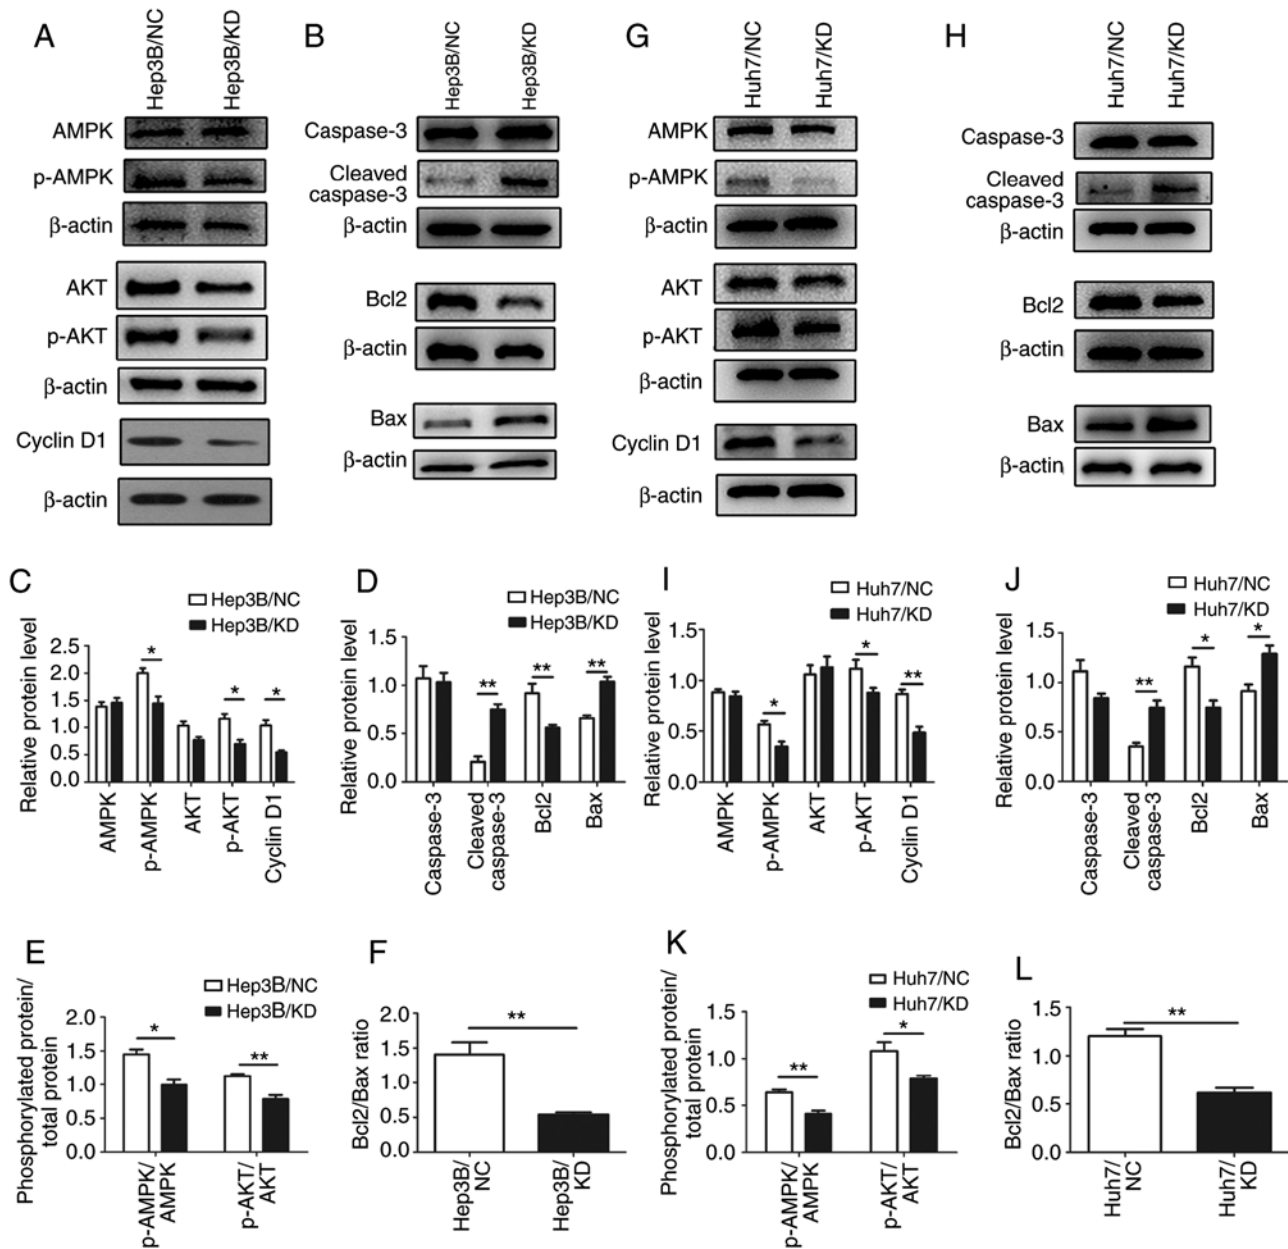 A
Hep3B/NC
Hep3B/KD
AMPK
p-AMPK
β-actin
AKT
p-AKT
β-actin
Cyclin D1
β-actin
B
Hep3B/NC
Hep3B/KD
Caspase-3
Cleaved
caspase-3
β-actin
Bcl2
β-actin
Bax
β-actin
G
Huh7/NC
Huh7/KD
AMPK
p-AMPK
β-actin
AKT
p-AKT
β-actin
Cyclin D1
β-actin
H
Huh7/NC
Huh7/KD
Caspase-3
Cleaved
caspase-3
β-actin
Bcl2
β-actin
Bax
β-actin
C
Hep3B/NC
Hep3B/KD
Relative protein level
2.5
2.0
1.5
1.0
0.5
0.0
*
*
*
AMPK
p-AMPK
AKT
p-AKT
Cyclin D1
D
Hep3B/NC
Hep3B/KD
Relative protein level
1.5
1.0
0.5
0
**
**
**
Caspase-3
Cleaved
caspase-3
Bcl2
Bax
I
Huh7/NC
Huh7/KD
Relative protein level
1.5
1.0
0.5
0
*
*
**
AMPK
p-AMPK
AKT
p-AKT
Cyclin D1
J
Huh7/NC
Huh7/KD
Relative protein level
1.5
1.0
0.5
0
**
*
*
Caspase-3
Cleaved
caspase-3
Bcl2
Bax
E
Hep3B/NC
Hep3B/KD
Phosphorylated protein/
total protein
2.0
1.5
1.0
0.5
0.0
*
**
p-AMPK/
AMPK
p-AKT/
AKT
F
Bcl2/Bax ratio
2.0
1.5
1.0
0.5
0.0
**
Hep3B/
NC
Hep3B/
KD
K
Huh7/NC
Huh7/KD
Phosphorylated protein/
total protein
1.5
1.0
0.5
0.0
**
*
p-AMPK/
AMPK
p-AKT/
AKT
L
Bcl2/Bax ratio
1.5
1.0
0.5
0.0
**
Huh7/
NC
Huh7/
KD